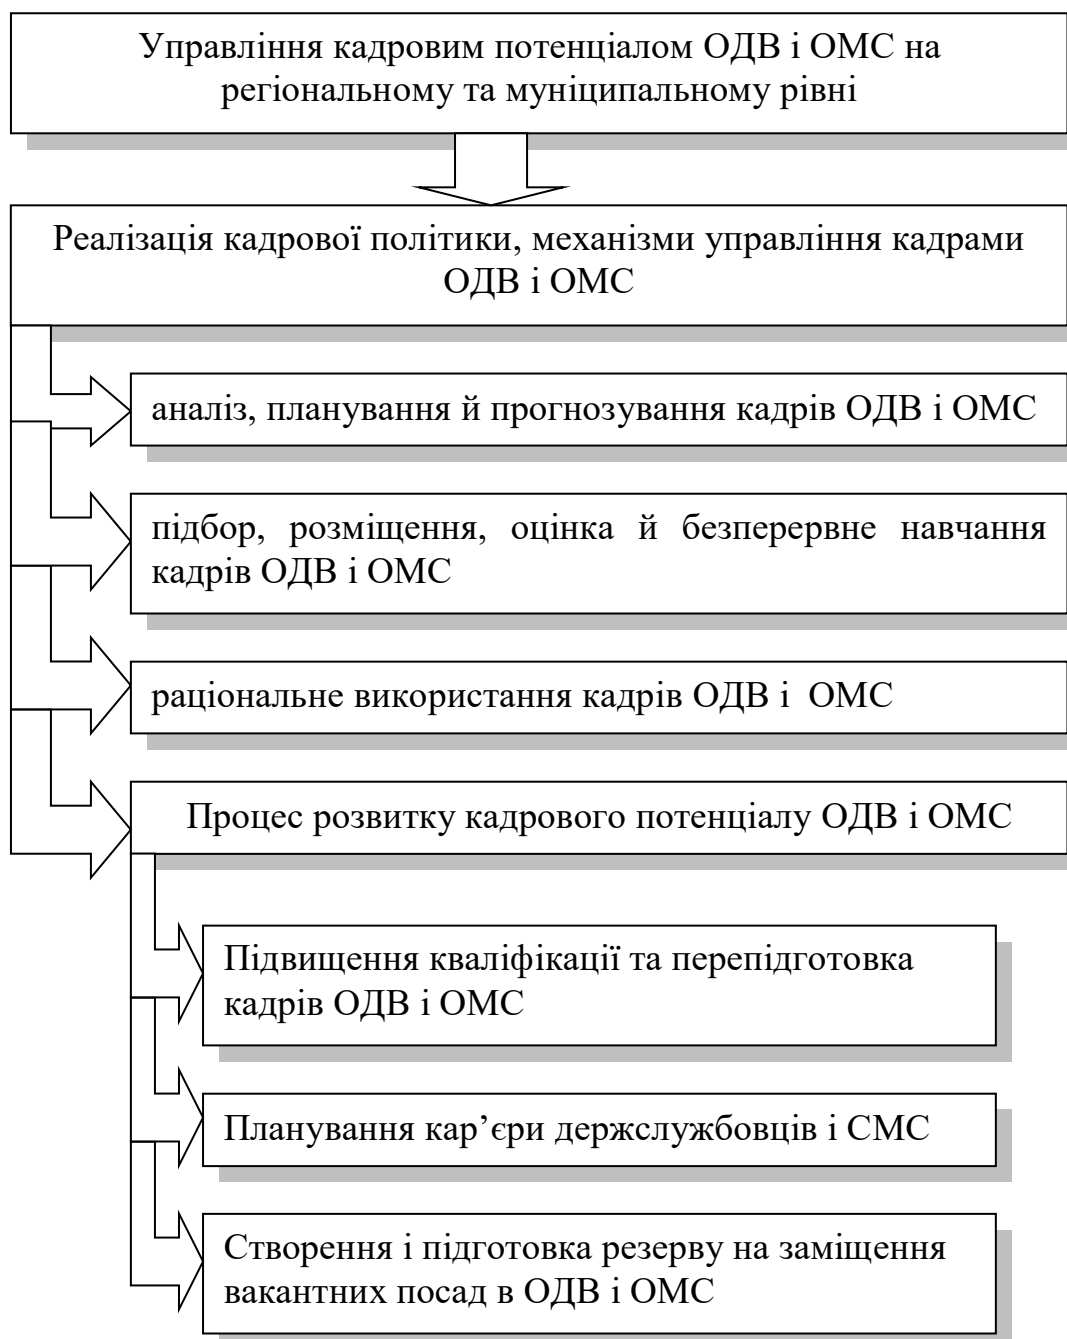 Управління кадровим потенціалом ОДВ і ОМС на
регіональному та муніципальному рівні
Реалізація кадрової політики, механізми управління кадрами
ОДВ і ОМС
аналіз, планування й прогнозування кадрів ОДВ і ОМС
підбор, розміщення, оцінка й безперервне навчання
кадрів ОДВ і ОМС
раціональне використання кадрів ОДВ і  ОМС
Процес розвитку кадрового потенціалу ОДВ і ОМС
Підвищення кваліфікації та перепідготовка
кадрів ОДВ і ОМС
Планування кар’єри держслужбовців і СМС
Створення і підготовка резерву на заміщення
вакантних посад в ОДВ і ОМС